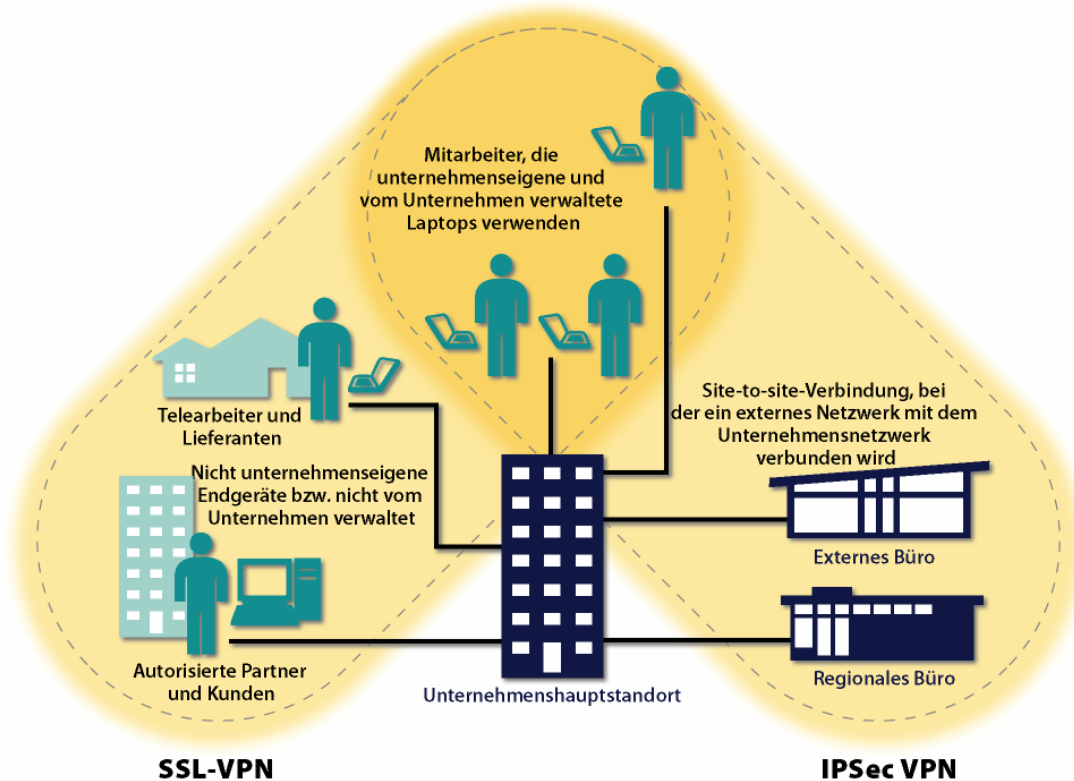 Mitarbeiter, die
unternehmenseigene und
vom Unternehmen verwaltete
Laptops verwenden
Telearbeiter und
Lieferanten
Site-to-site-Verbindung, bei
der ein externes Netzwerk mit dem
Unternehmensnetzwerk
verbunden wird
Nicht unternehmenseigene
Endgeräte bzw. nicht vom
Unternehmen verwaltet
Externes Büro
Autorisierte Partner
und Kunden
Unternehmenshauptstandort
Regionales Büro
SSL-VPN
IPSec VPN